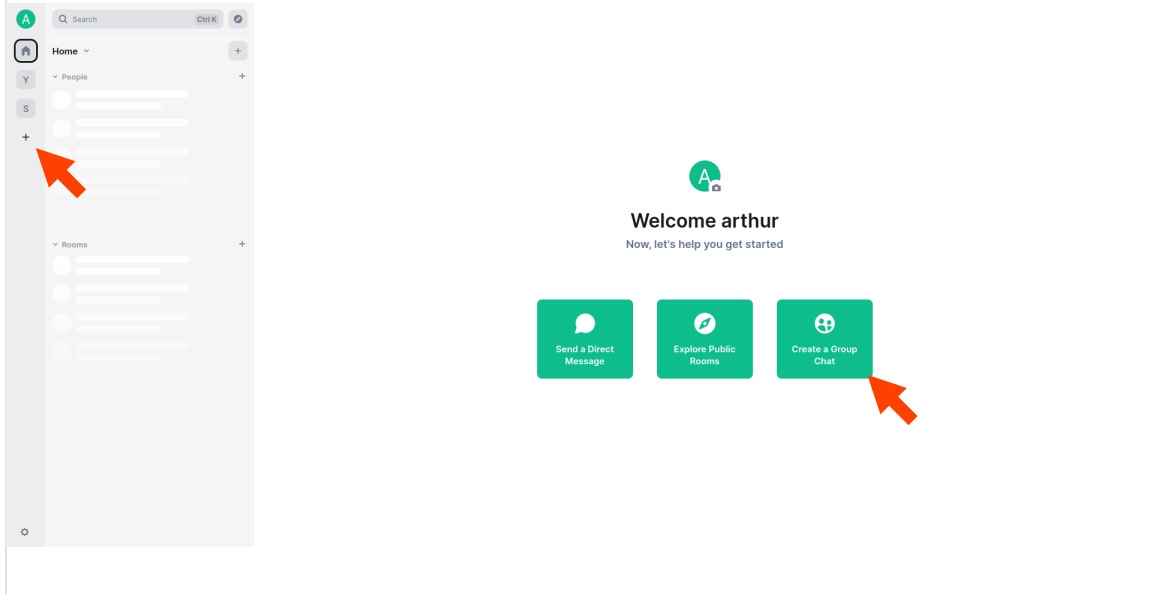 A
Search
Ctrl K
Home
Y
People
S
Rooms
A
Welcome arthur
Now, let's help you get started
Send a Direct
Message
Explore Public
Rooms
Create a Group
Chat